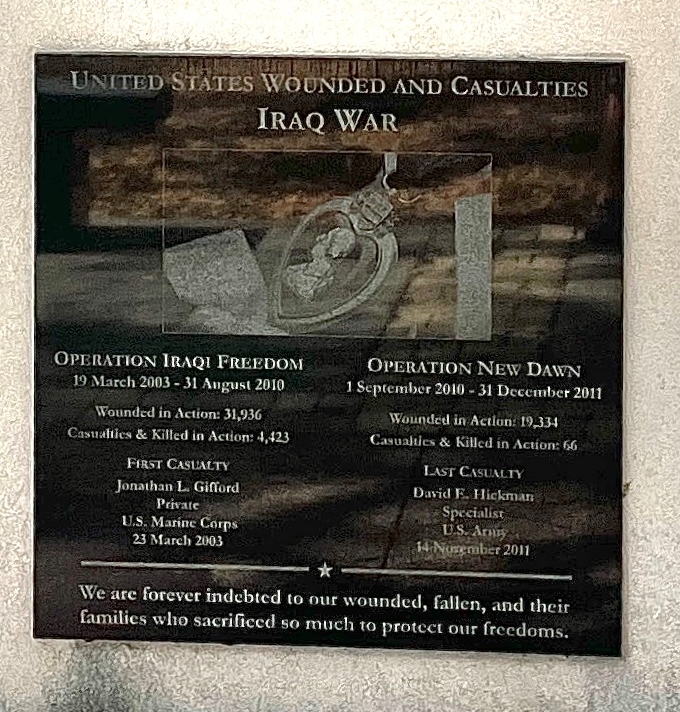 United States Wounded and Casualties
Iraq War
Operation Iraqi Freedom
19 March 2003 - 31 August 2010
Wounded in Action: 31,936
Casualties & Killed in Action: 4,423
First Casualty
Jonathan L. Gifford
Private
U.S. Marine Corps
23 March 2003
Operation New Dawn
1 September 2010 - 31 December 2011
Wounded in Action: 19,334
Casualties & Killed in Action: 66
Last Casualty
David E. Hickman
Specialist
U.S. Army
14 November 2011
We are forever indebted to our wounded, fallen, and their
families who sacrificed so much to protect our freedoms.